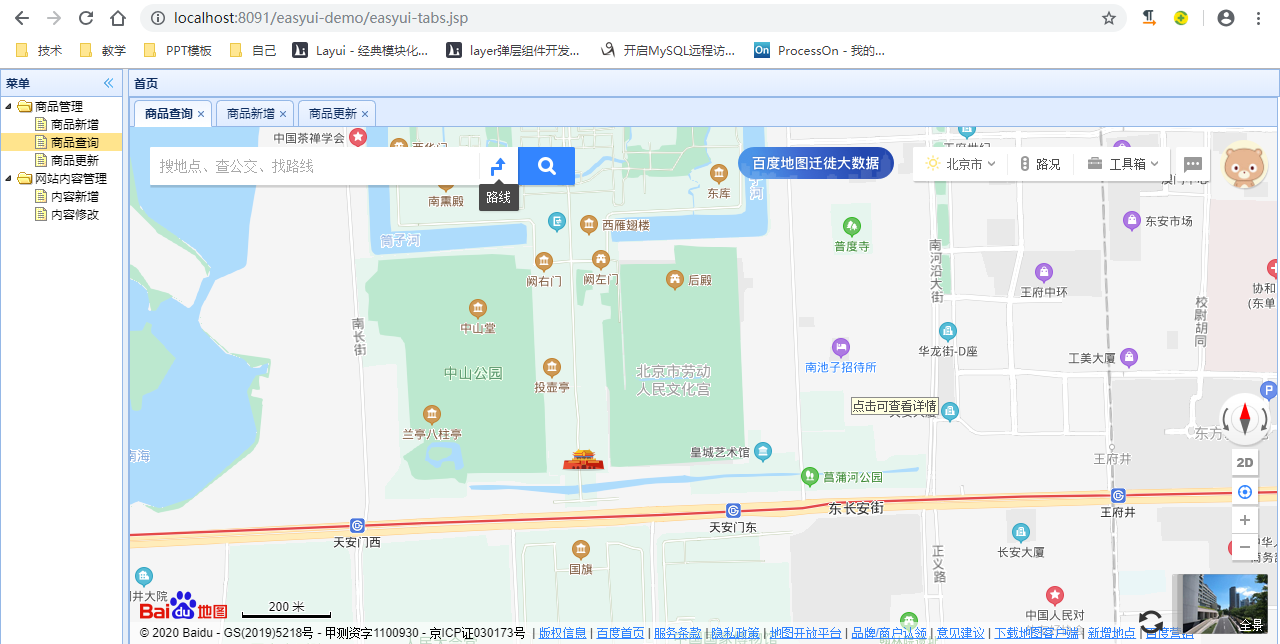 localhost:8091/easyui-demo/easyui-tabs.jsp
技术 教学 PPT模板 自己 Layui - 经典模块化... layer弹层组件开发... 开启MySQL远程访... On ProcessOn - 我的...
菜单
首页
商品管理
商品新增
商品查询
商品更新
网站内容管理
内容新增
内容修改
商品查询 商品新增 商品更新
中国茶禅学会
搜地点、查公交、找路线
路线
百度地图迁徙大数据
北京市 路况 工具箱
南熏殿
东库
西雁翅楼
筒子河
阙右门
阙左门
后殿
普度寺
东安市场
南河沿大街
王府中环
协和
(东单
中山堂
南长街
校尉胡同
华龙街-D座
工美大厦
南池子招待所
中山公园
投壶亭
北京市劳动
人民文化宫
点击可查看详情
兰亭八柱亭
皇城艺术馆
菖蒲河公园
东方
王府井
2D
南海
天安门西
天安门东
东长安街
王府井
长安大厦
国旗
正义路
井大院
中国人民对
Bai du 地图
200 米
全景
© 2020 Baidu - GS(2019)5218号 - 甲测资字1100930 - 京ICP证030173号 | 版权信息 | 百度首页 | 服务条款 | 隐私政策 | 地图开放平台 | 品牌/商户认领 | 意见建议 | 下载地图客户端 | 新增地点 | 百度营销